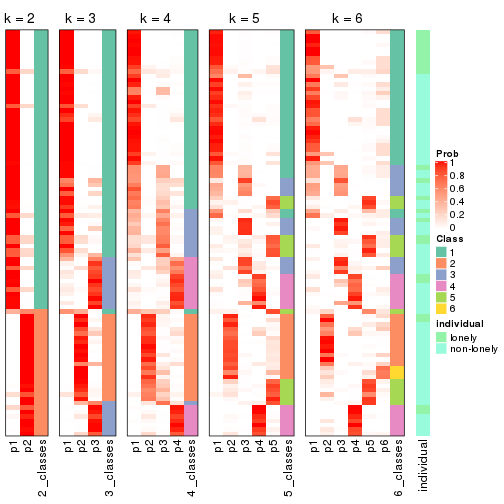 k = 2
k = 3
k = 4
k = 5
k = 6
Prob
1
0.8
0.6
0.4
0.2
0
Class
1
2
3
4
5
6
individual
lonely
non-lonely
p1
p2
2_classes
p1
p2
p3
3_classes
p1
p2
p3
p4
4_classes
p1
p2
p3
p4
p5
5_classes
p1
p2
p3
p4
p5
p6
6_classes
individual